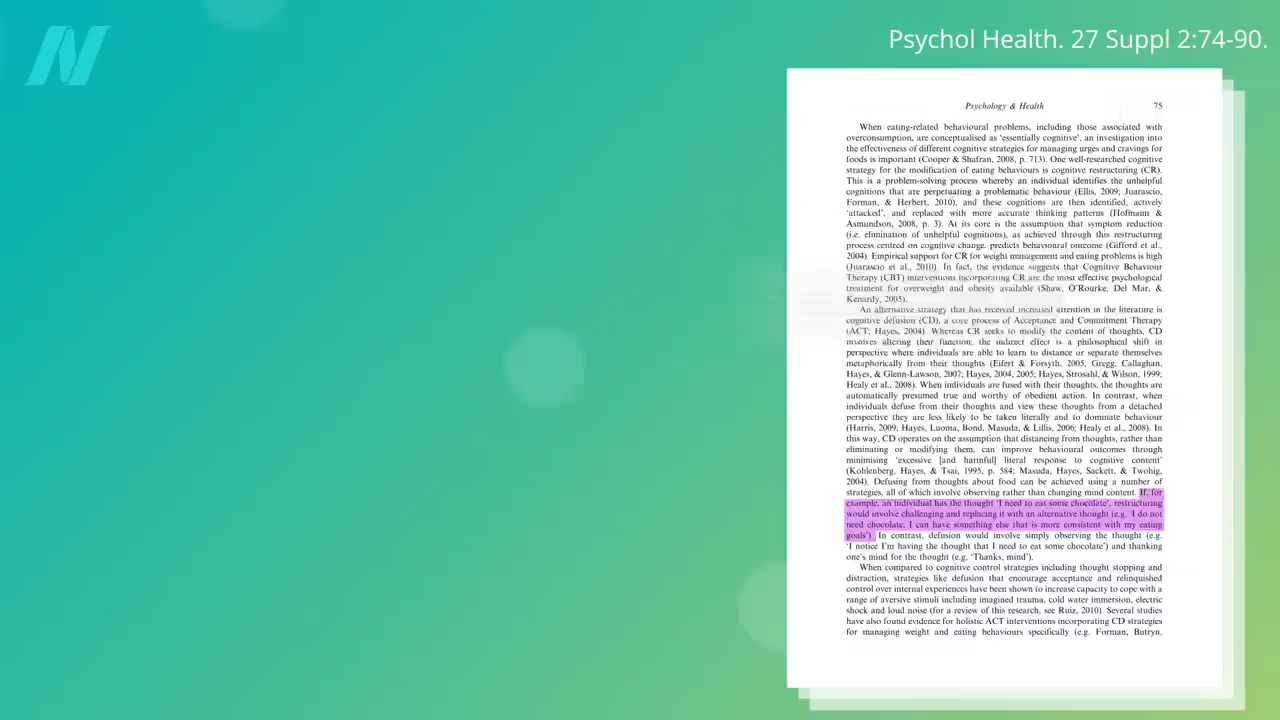 Psychol Health. 27 Suppl 2:74-90.
Psychology & Health 75
When eating-related behavioural problems, including those associated with
overconsumption, are conceptualised as 'essentially cognitive', an investigation into
the effectiveness of different cognitive strategies for managing urges and cravings for
foods is important (Cooper & Shafran, 2008, p. 713). One well-researched cognitive
strategy for the modification of eating behaviours is cognitive restructuring (CR).
This is a problem-solving process whereby an individual identifies the unhelpful
cognitions that are perpetuating a problematic behaviour (Ellis, 2009; Juarascio,
Forman, & Herbert, 2010), and these cognitions are then identified, actively
'attacked', and replaced with more accurate thinking patterns (Hofmann &
Asmundson, 2008, p. 3). At its core is the assumption that symptom reduction
(i.e. elimination of unhelpful cognitions), as achieved through this restructuring
process centred on cognitive change, predicts behavioural outcome (Gifford et al.,
2004). Empirical support for CR for weight management and eating problems is high
(Juarascio et al., 2010). In fact, the evidence suggests that Cognitive Behaviour
Therapy (CBT) interventions incorporating CR are the most effective psychological
treatment for overweight and obesity available (Shaw, O'Rourke, Del Mar, &
Kenardy, 2005).
An alternative strategy that has received increased attention in the literature is
cognitive defusion (CD), a core process of Acceptance and Commitment Therapy
(ACT; Hayes, 2004). Whereas CR seeks to modify the content of thoughts, CD
involves altering their function; the indirect effect is a philosophical shift in
perspective where individuals are able to learn to distance or separate themselves
metaphorically from their thoughts (Eifert & Forsyth, 2005, Gregg, Callaghan,
Hayes, & Glenn-Lawson, 2007; Hayes, 2004, 2005; Hayes, Strosahl, & Wilson, 1999;
Healy et al., 2008). When individuals are fused with their thoughts, the thoughts are
automatically presumed true and worthy of obedient action. In contrast, when
individuals defuse from their thoughts and view these thoughts from a detached
perspective they are less likely to be taken literally and to dominate behaviour
(Harris, 2009; Hayes, Luoma, Bond, Masuda, & Lillis, 2006; Healy et al., 2008). In
this way, CD operates on the assumption that distancing from thoughts, rather than
eliminating or modifying them, can improve behavioural outcomes through
minimising 'excessive [and harmful] literal response to cognitive content'
(Kohlenberg, Hayes, & Tsai, 1995, p. 584; Masuda, Hayes, Sackett, & Twohig,
2004). Defusing from thoughts about food can be achieved using a number of
strategies, all of which involve observing rather than changing mind content. If, for
example, an individual has the thought 'I need to eat some chocolate', restructuring
would involve challenging and replacing it with an alternative thought (e.g. 'I do not
need chocolate; I can have something else that is more consistent with my eating
goals'). In contrast, defusion would involve simply observing the thought (e.g.
'I notice I'm having the thought that I need to eat some chocolate') and thanking
one's mind for the thought (e.g. 'Thanks, mind').
When compared to cognitive control strategies including thought stopping and
distraction, strategies like defusion that encourage acceptance and relinquished
control over internal experiences have been shown to increase capacity to cope with a
range of aversive stimuli including imagined trauma, cold water immersion, electric
shock and loud noise (for a review of this research, see Ruiz, 2010). Several studies
have also found evidence for holistic ACT interventions incorporating CD strategies
for managing weight and eating behaviours specifically (e.g. Forman, Butryn,